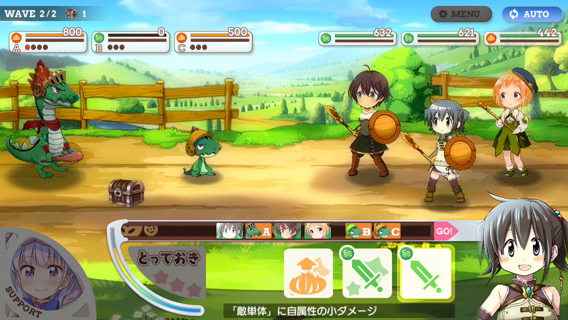 WAVE 2/2 1
MENU
AUTO
800
0
500
632
621
442
A
B
C
A B C GO!
とっておき
SUPPORT
「敵単体」に自属性の小ダメージ